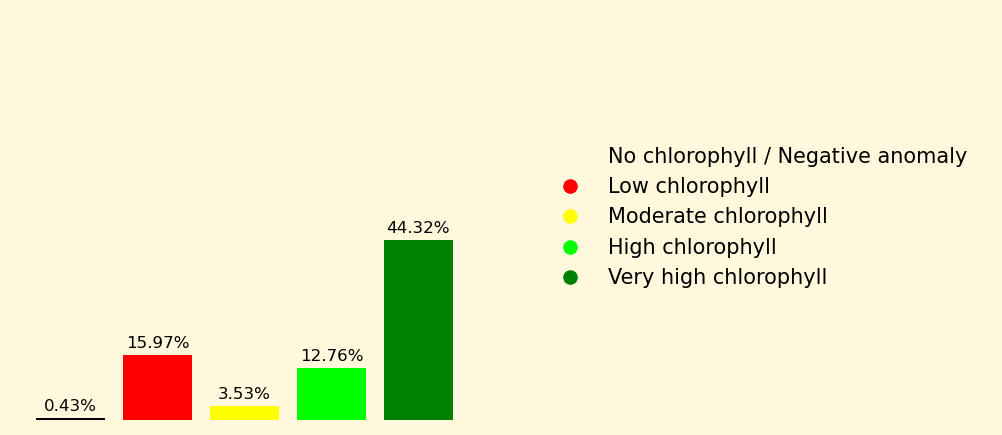 No chlorophyll / Negative anomaly
Low chlorophyll
Moderate chlorophyll
High chlorophyll
Very high chlorophyll
44.32%
15.97%
12.76%
3.53%
0.43%